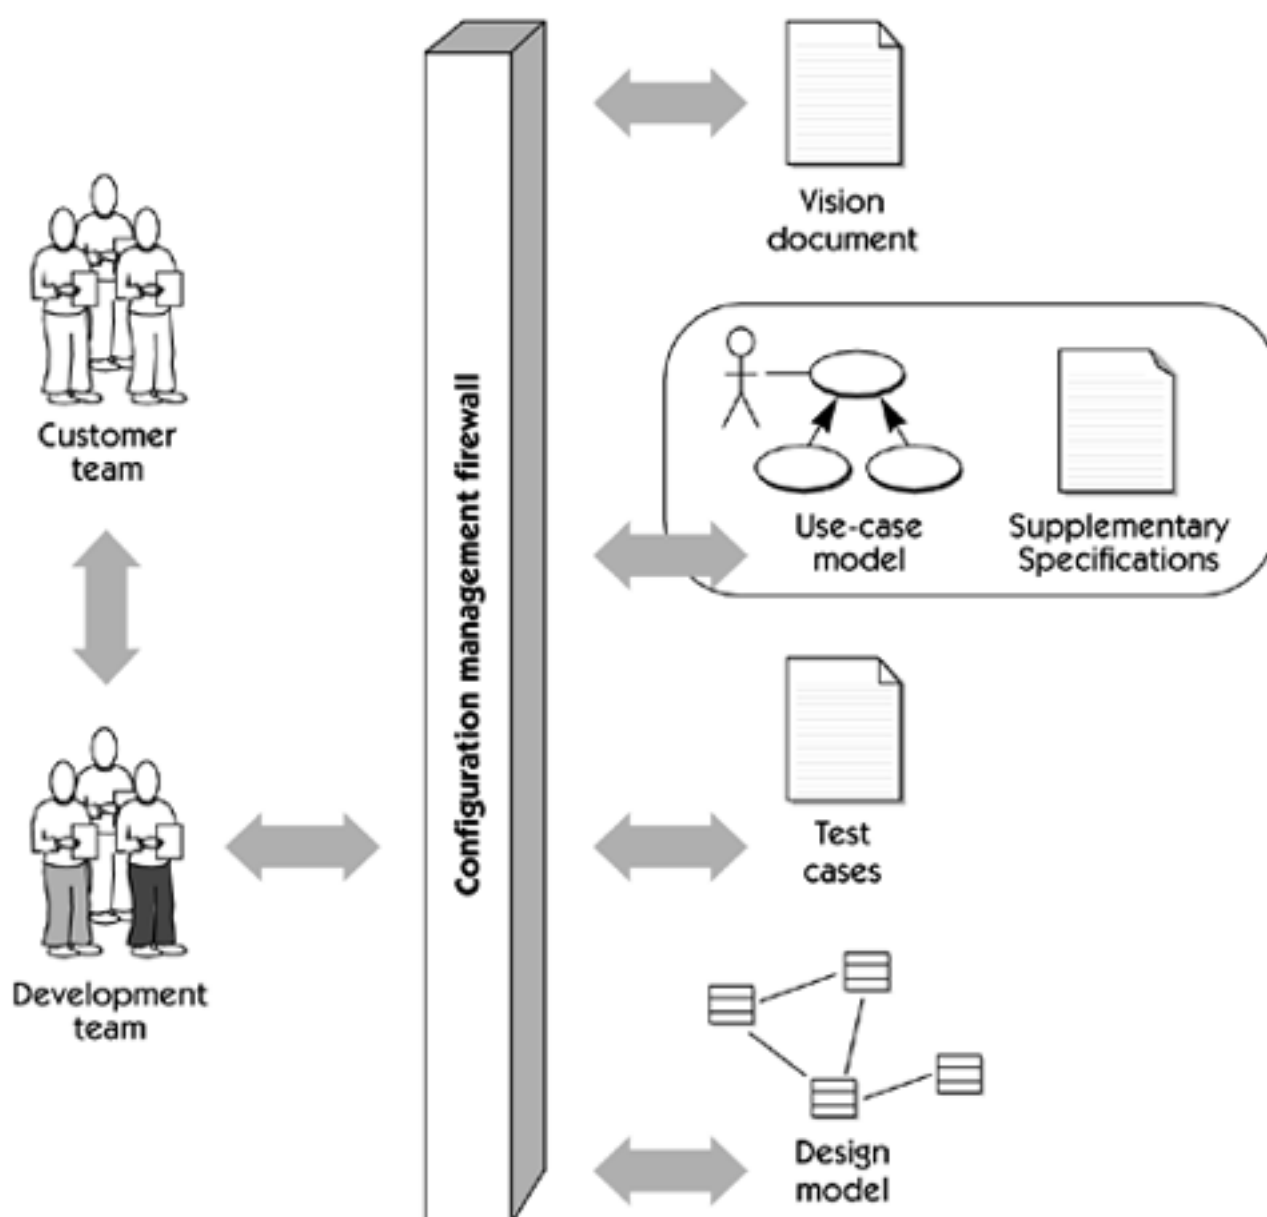 Vision
document
Customer
team
Configuration management firewall
Use-case
model
Supplementary
Specifications
Test
cases
Development
team
Design
model